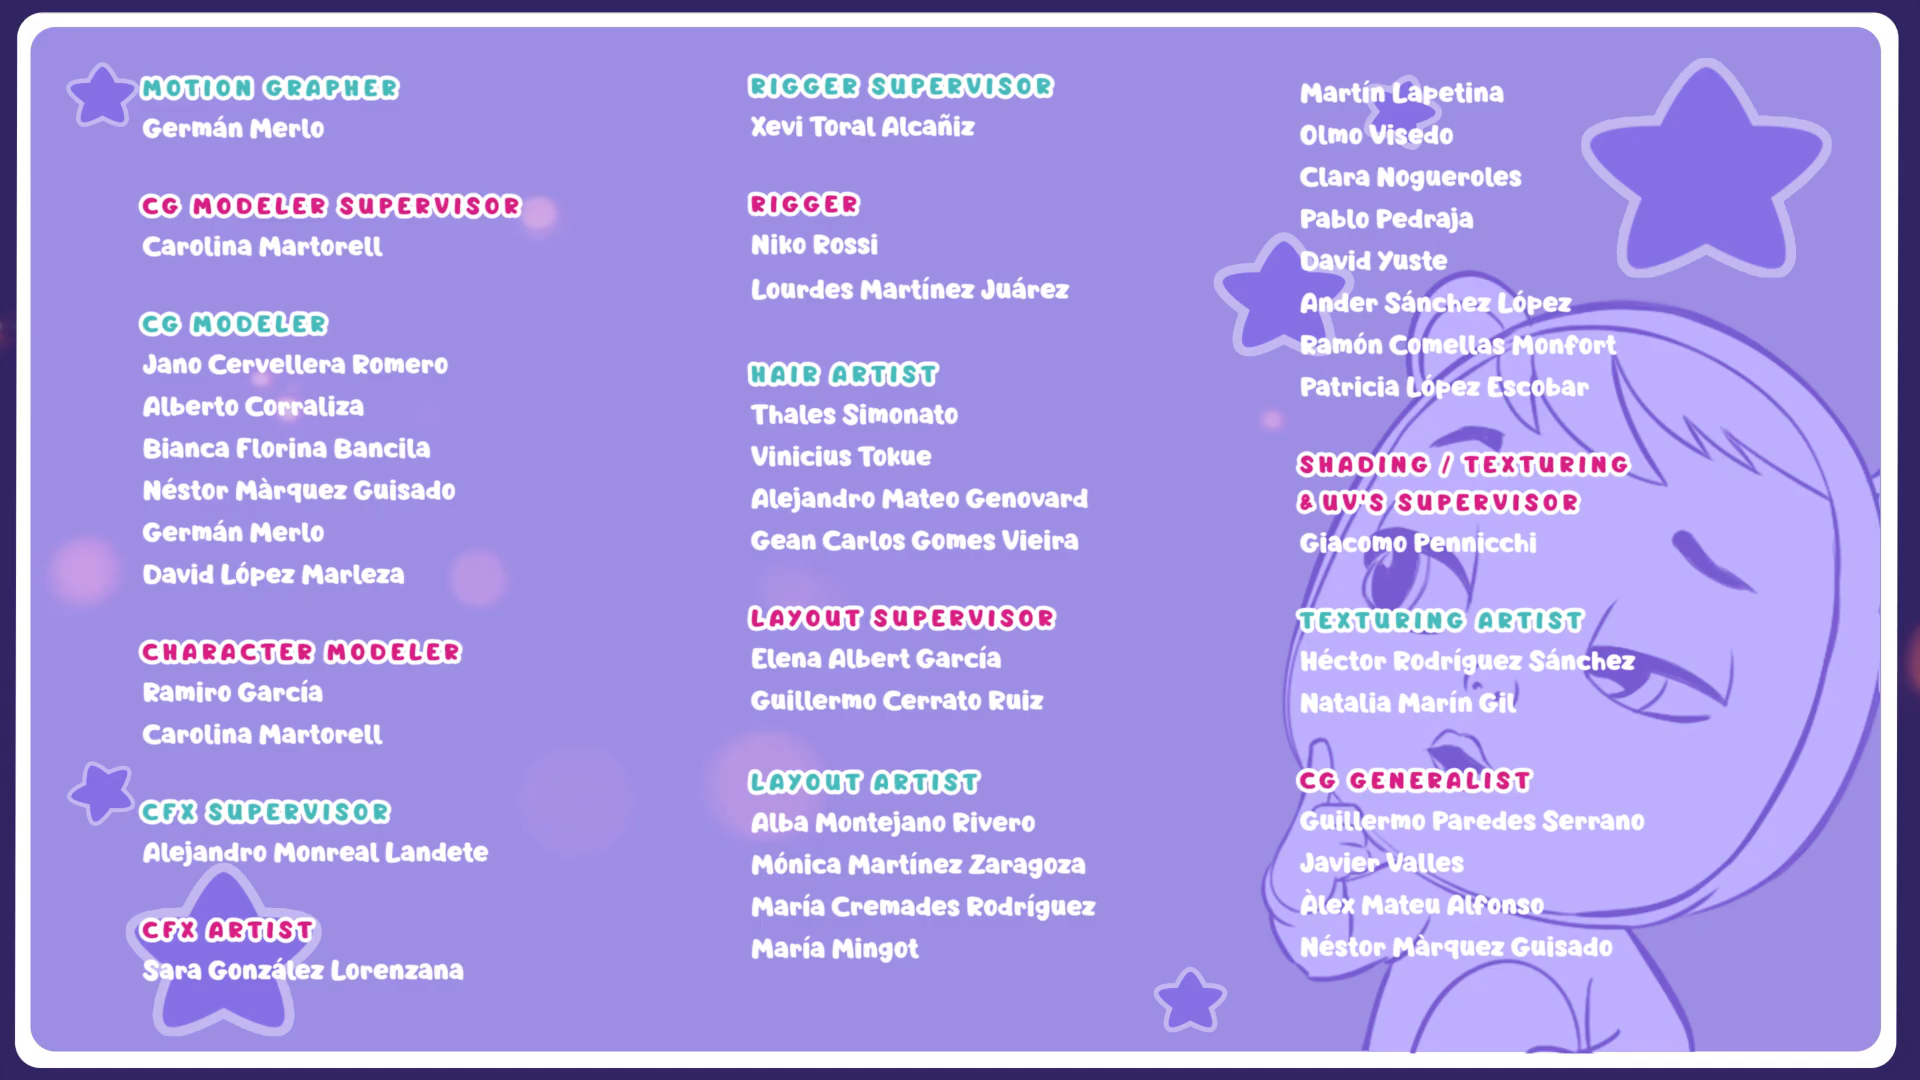 MOTION GRAPHER
Germán Merlo
CG MODELER SUPERVISOR
Carolina Martorell
CG MODELER
Jano Cervellera Romero
Alberto Corraliza
Bianca Florina Bancila
Néstor Màrquez Guisado
Germán Merlo
David López Marleza
CHARACTER MODELER
Ramiro García
Carolina Martorell
CFX SUPERVISOR
Alejandro Monreal Landete
CFX ARTIST
Sara González Lorenzana
RIGGER SUPERVISOR
Xevi Toral Alcañiz
RIGGER
Niko Rossi
Lourdes Martínez Juárez
HAIR ARTIST
Thales Simonato
Vinicius Tokue
Alejandro Mateo Genovard
Gean Carlos Gomes Vieira
LAYOUT SUPERVISOR
Elena Albert García
Guillermo Cerrato Ruiz
LAYOUT ARTIST
Alba Montejano Rivero
Mónica Martínez Zaragoza
María Cremades Rodríguez
María Mingot
Martín Lapetina
Olmo Visedo
Clara Nogueroles
Pablo Pedraja
David Yuste
Ander Sánchez López
Ramón Comellas Monfort
Patricia López Escobar
SHADING / TEXTURING
& UV'S SUPERVISOR
Giacomo Pennicchi
TEXTURING ARTIST
Héctor Rodríguez Sánchez
Natalia Marín Gil
CG GENERALIST
Guillermo Paredes Serrano
Javier Valles
Àlex Mateu Alfonso
Néstor Màrquez Guisado